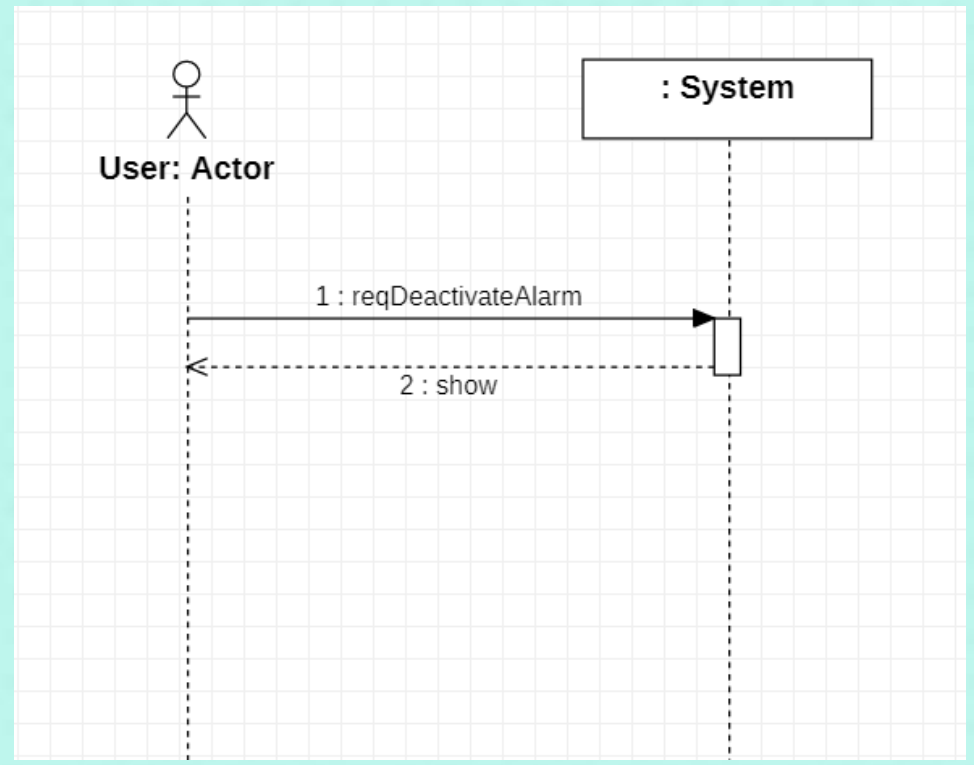 User: Actor
: System
1 : reqDeactivateAlarm
2 : show